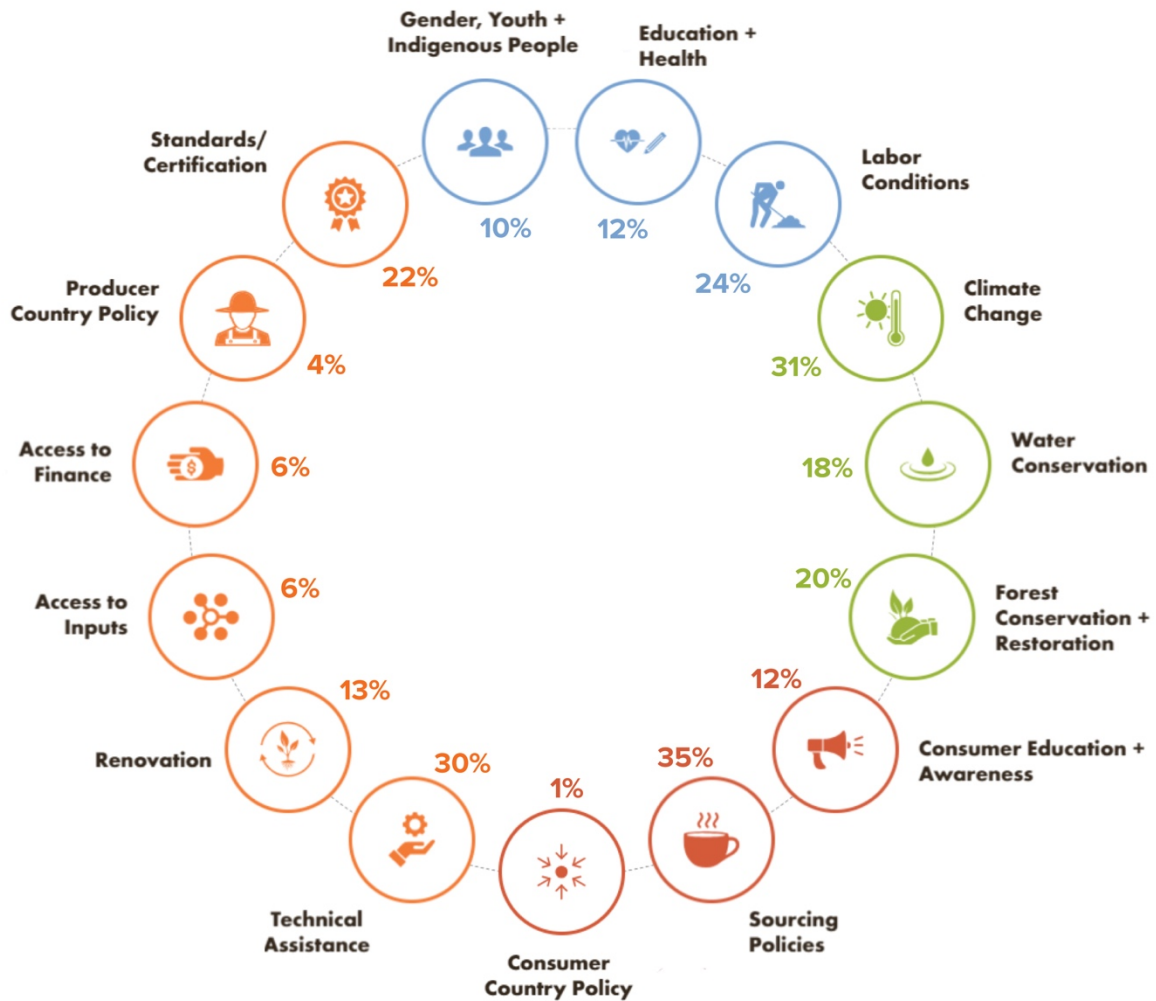 Gender, Youth +
Indigenous People
10%
Education +
Health
12%
Labor
Conditions
24%
Climate
Change
31%
Water
Conservation
18%
Forest
Conservation +
Restoration
20%
Consumer Education +
Awareness
12%
Sourcing
Policies
35%
Consumer
Country Policy
1%
Technical
Assistance
30%
Renovation
13%
Access to
Inputs
6%
Access to
Finance
6%
Producer
Country Policy
4%
Standards/
Certification
22%
$